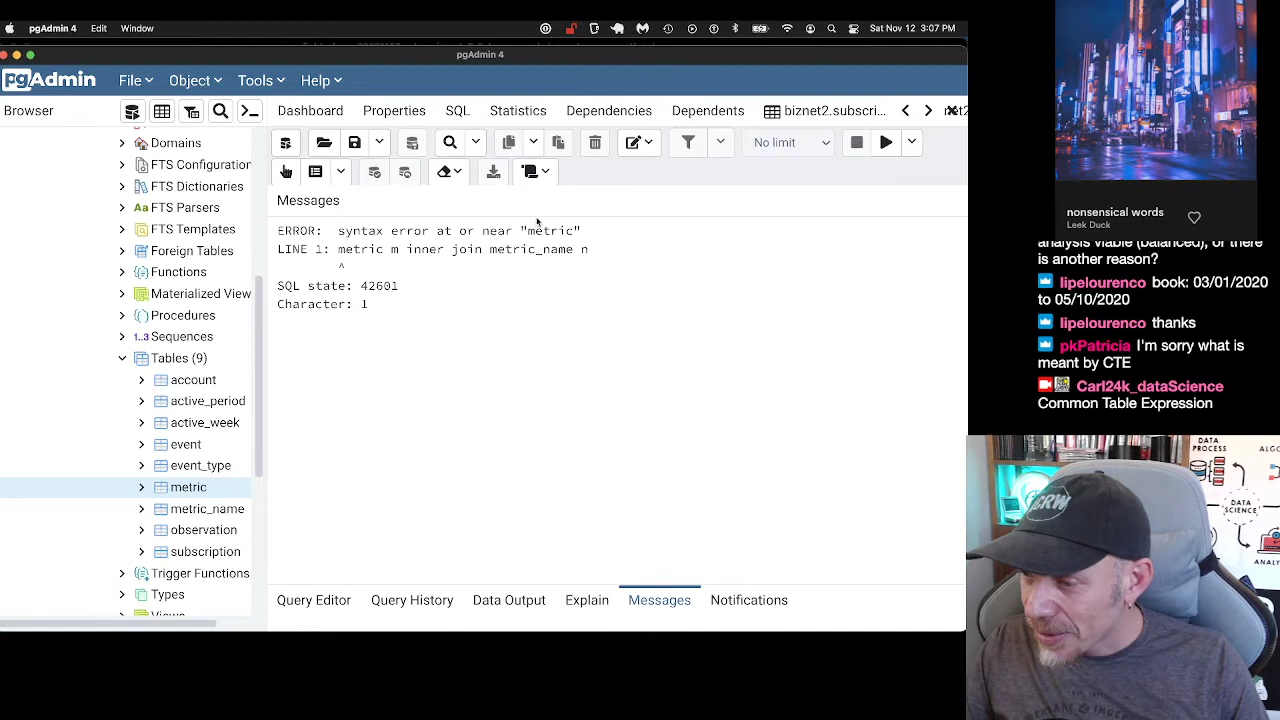 pgAdmin 4 Edit Window Sat Nov 12 3:07 PM
pgAdmin 4
pgAdmin File Object Tools Help
Browser Dashboard Properties SQL Statistics Dependencies Dependents biznet2.subscri...
No limit
Domains
FTS Configuration
FTS Dictionaries
Aa FTS Parsers
FTS Templates
Foreign Tables
Functions
Materialized View
Procedures
1..3 Sequences
Tables (9)
account
active_period
active_week
event
event_type
metric
metric_name
observation
subscription
Trigger Functions
Types
Views
Messages
ERROR: syntax error at or near "metric"
LINE 1: metric m inner join metric_name n
^
SQL state: 42601
Character: 1
Query Editor Query History Data Output Explain Messages Notifications
nonsensical words
Leek Duck
analysis viable (balanced), or there
is another reason?
lipelourenco book: 03/01/2020
to 05/10/2020
lipelourenco thanks
pkPatricia I'm sorry what is
meant by CTE
Carl24k_dataScience
Common Table Expression
CRW
DATA
PROCESS
DATA
SCIENCE